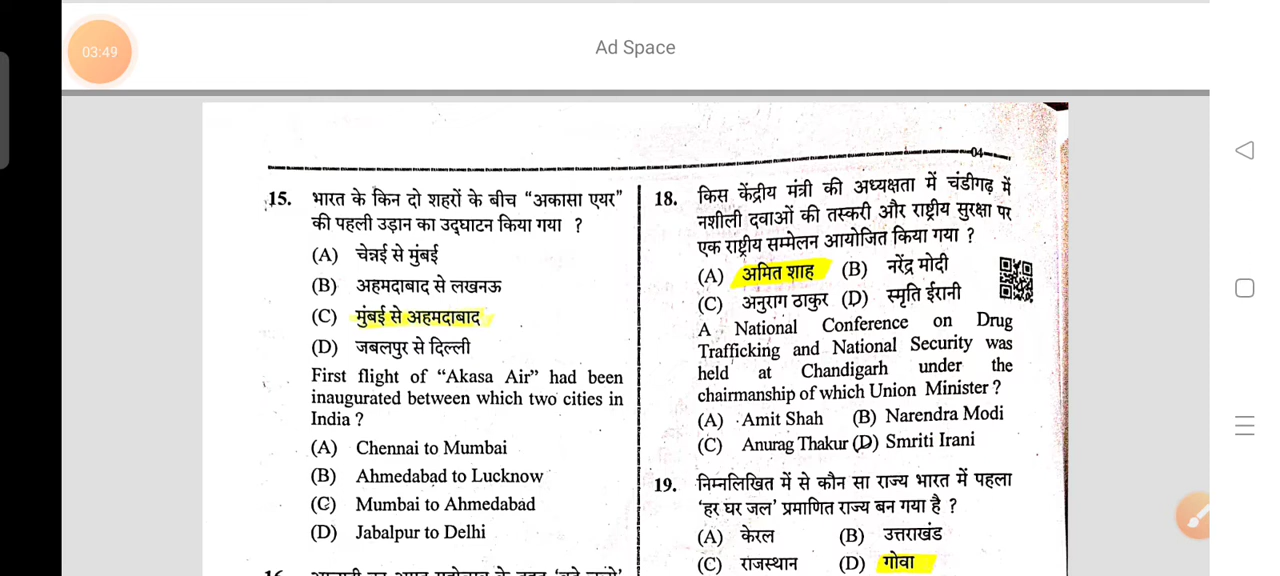 03:49
Ad Space
04
15. भारत के किन दो शहरों के बीच “अकासा एयर”
की पहली उड़ान का उद्घाटन किया गया ?
(A) चेन्नई से मुंबई
(B) अहमदाबाद से लखनऊ
(C) मुंबई से अहमदाबाद
(D) जबलपुर से दिल्ली
First flight of “Akasa Air” had been
inaugurated between which two cities in
India ?
(A) Chennai to Mumbai
(B) Ahmedabad to Lucknow
(C) Mumbai to Ahmedabad
(D) Jabalpur to Delhi
18. किस केंद्रीय मंत्री की अध्यक्षता में चंडीगढ़ में
नशीली दवाओं की तस्करी और राष्ट्रीय सुरक्षा पर
एक राष्ट्रीय सम्मेलन आयोजित किया गया ?
(A) अमित शाह (B) नरेंद्र मोदी
(C) अनुराग ठाकुर (D) स्मृति ईरानी
A National Conference on Drug
Trafficking and National Security was
held at Chandigarh under the
chairmanship of which Union Minister ?
(A) Amit Shah (B) Narendra Modi
(C) Anurag Thakur (D) Smriti Irani
19. निम्नलिखित में से कौन सा राज्य भारत में पहला
‘हर घर जल’ प्रमाणित राज्य बन गया है ?
(A) केरल (B) उत्तराखंड
(C) राजस्थान (D) गोवा